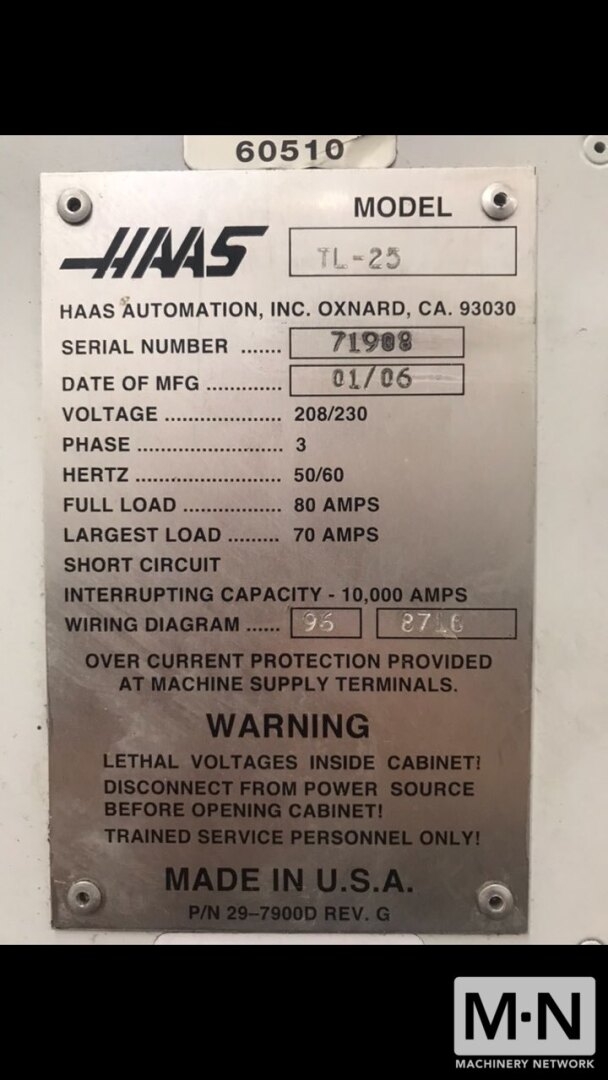 60510
MODEL
HAAS TL-25
HAAS AUTOMATION, INC. OXNARD, CA. 93030
SERIAL NUMBER ....... 71908
DATE OF MFG ............. 01/06
VOLTAGE .................... 208/230
PHASE ......................... 3
HERTZ ......................... 50/60
FULL LOAD ................. 80 AMPS
LARGEST LOAD ......... 70 AMPS
SHORT CIRCUIT
INTERRUPTING CAPACITY - 10,000 AMPS
WIRING DIAGRAM ...... 96
OVER CURRENT PROTECTION PROVIDED
AT MACHINE SUPPLY TERMINALS.
WARNING
LETHAL VOLTAGES INSIDE CABINET!
DISCONNECT FROM POWER SOURCE
BEFORE OPENING CABINET!
TRAINED SERVICE PERSONNEL ONLY!
MADE IN U.S.A.
P/N 29-7900D REV. G
M·N
MACHINERY NETWORK